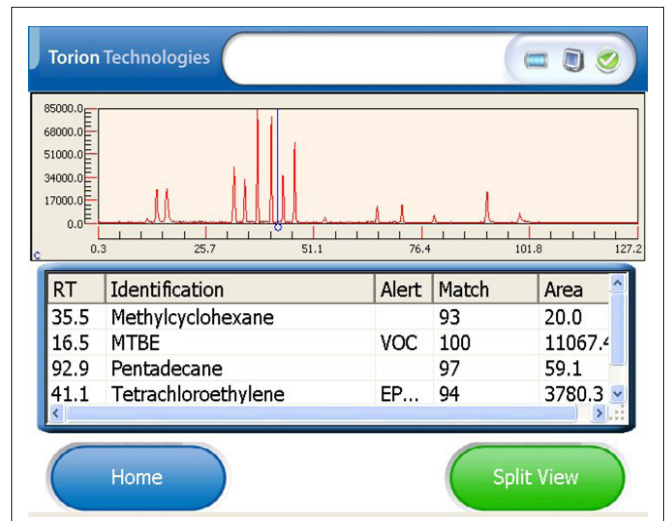 Torion Technologies
85000.0
68000.0
51000.0
34000.0
17000.0
0.0
0.3 25.7 51.1 76.4 101.8 127.2
c
RT Identification Alert Match Area
35.5 Methylcyclohexane 93 20.0
16.5 MTBE VOC 100 11067.4
92.9 Pentadecane 97 59.1
41.1 Tetrachloroethylene EP... 94 3780.3
Home Split View